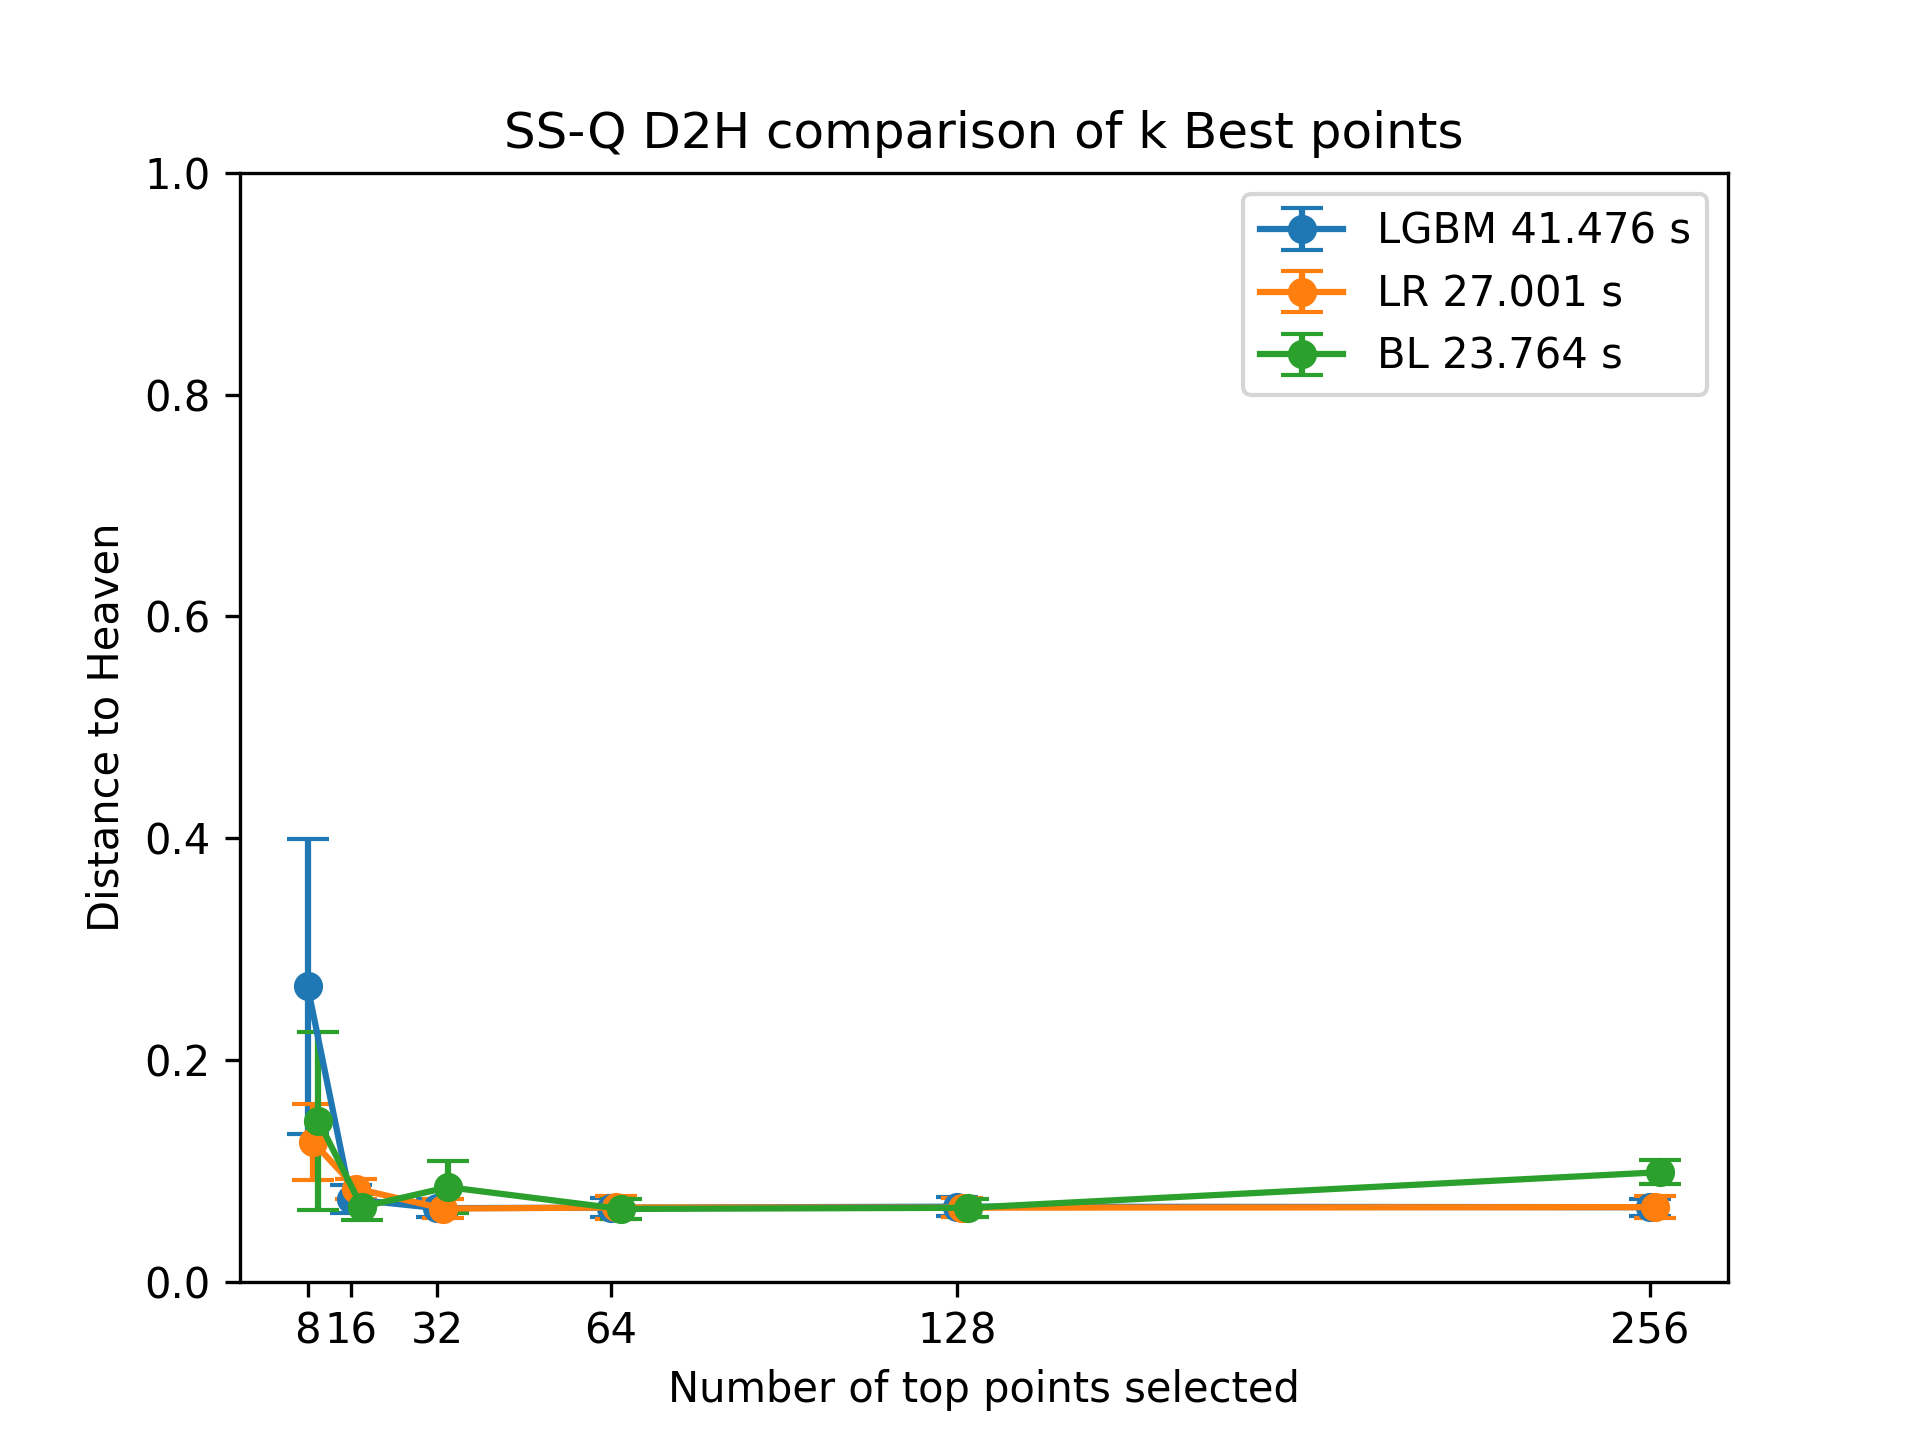 SS-Q D2H comparison of k Best points
1.0
0.8
0.6
0.4
0.2
0.0
Distance to Heaven
LGBM 41.476 s
LR 27.001 s
BL 23.764 s
8 16 32 64 128 256
Number of top points selected